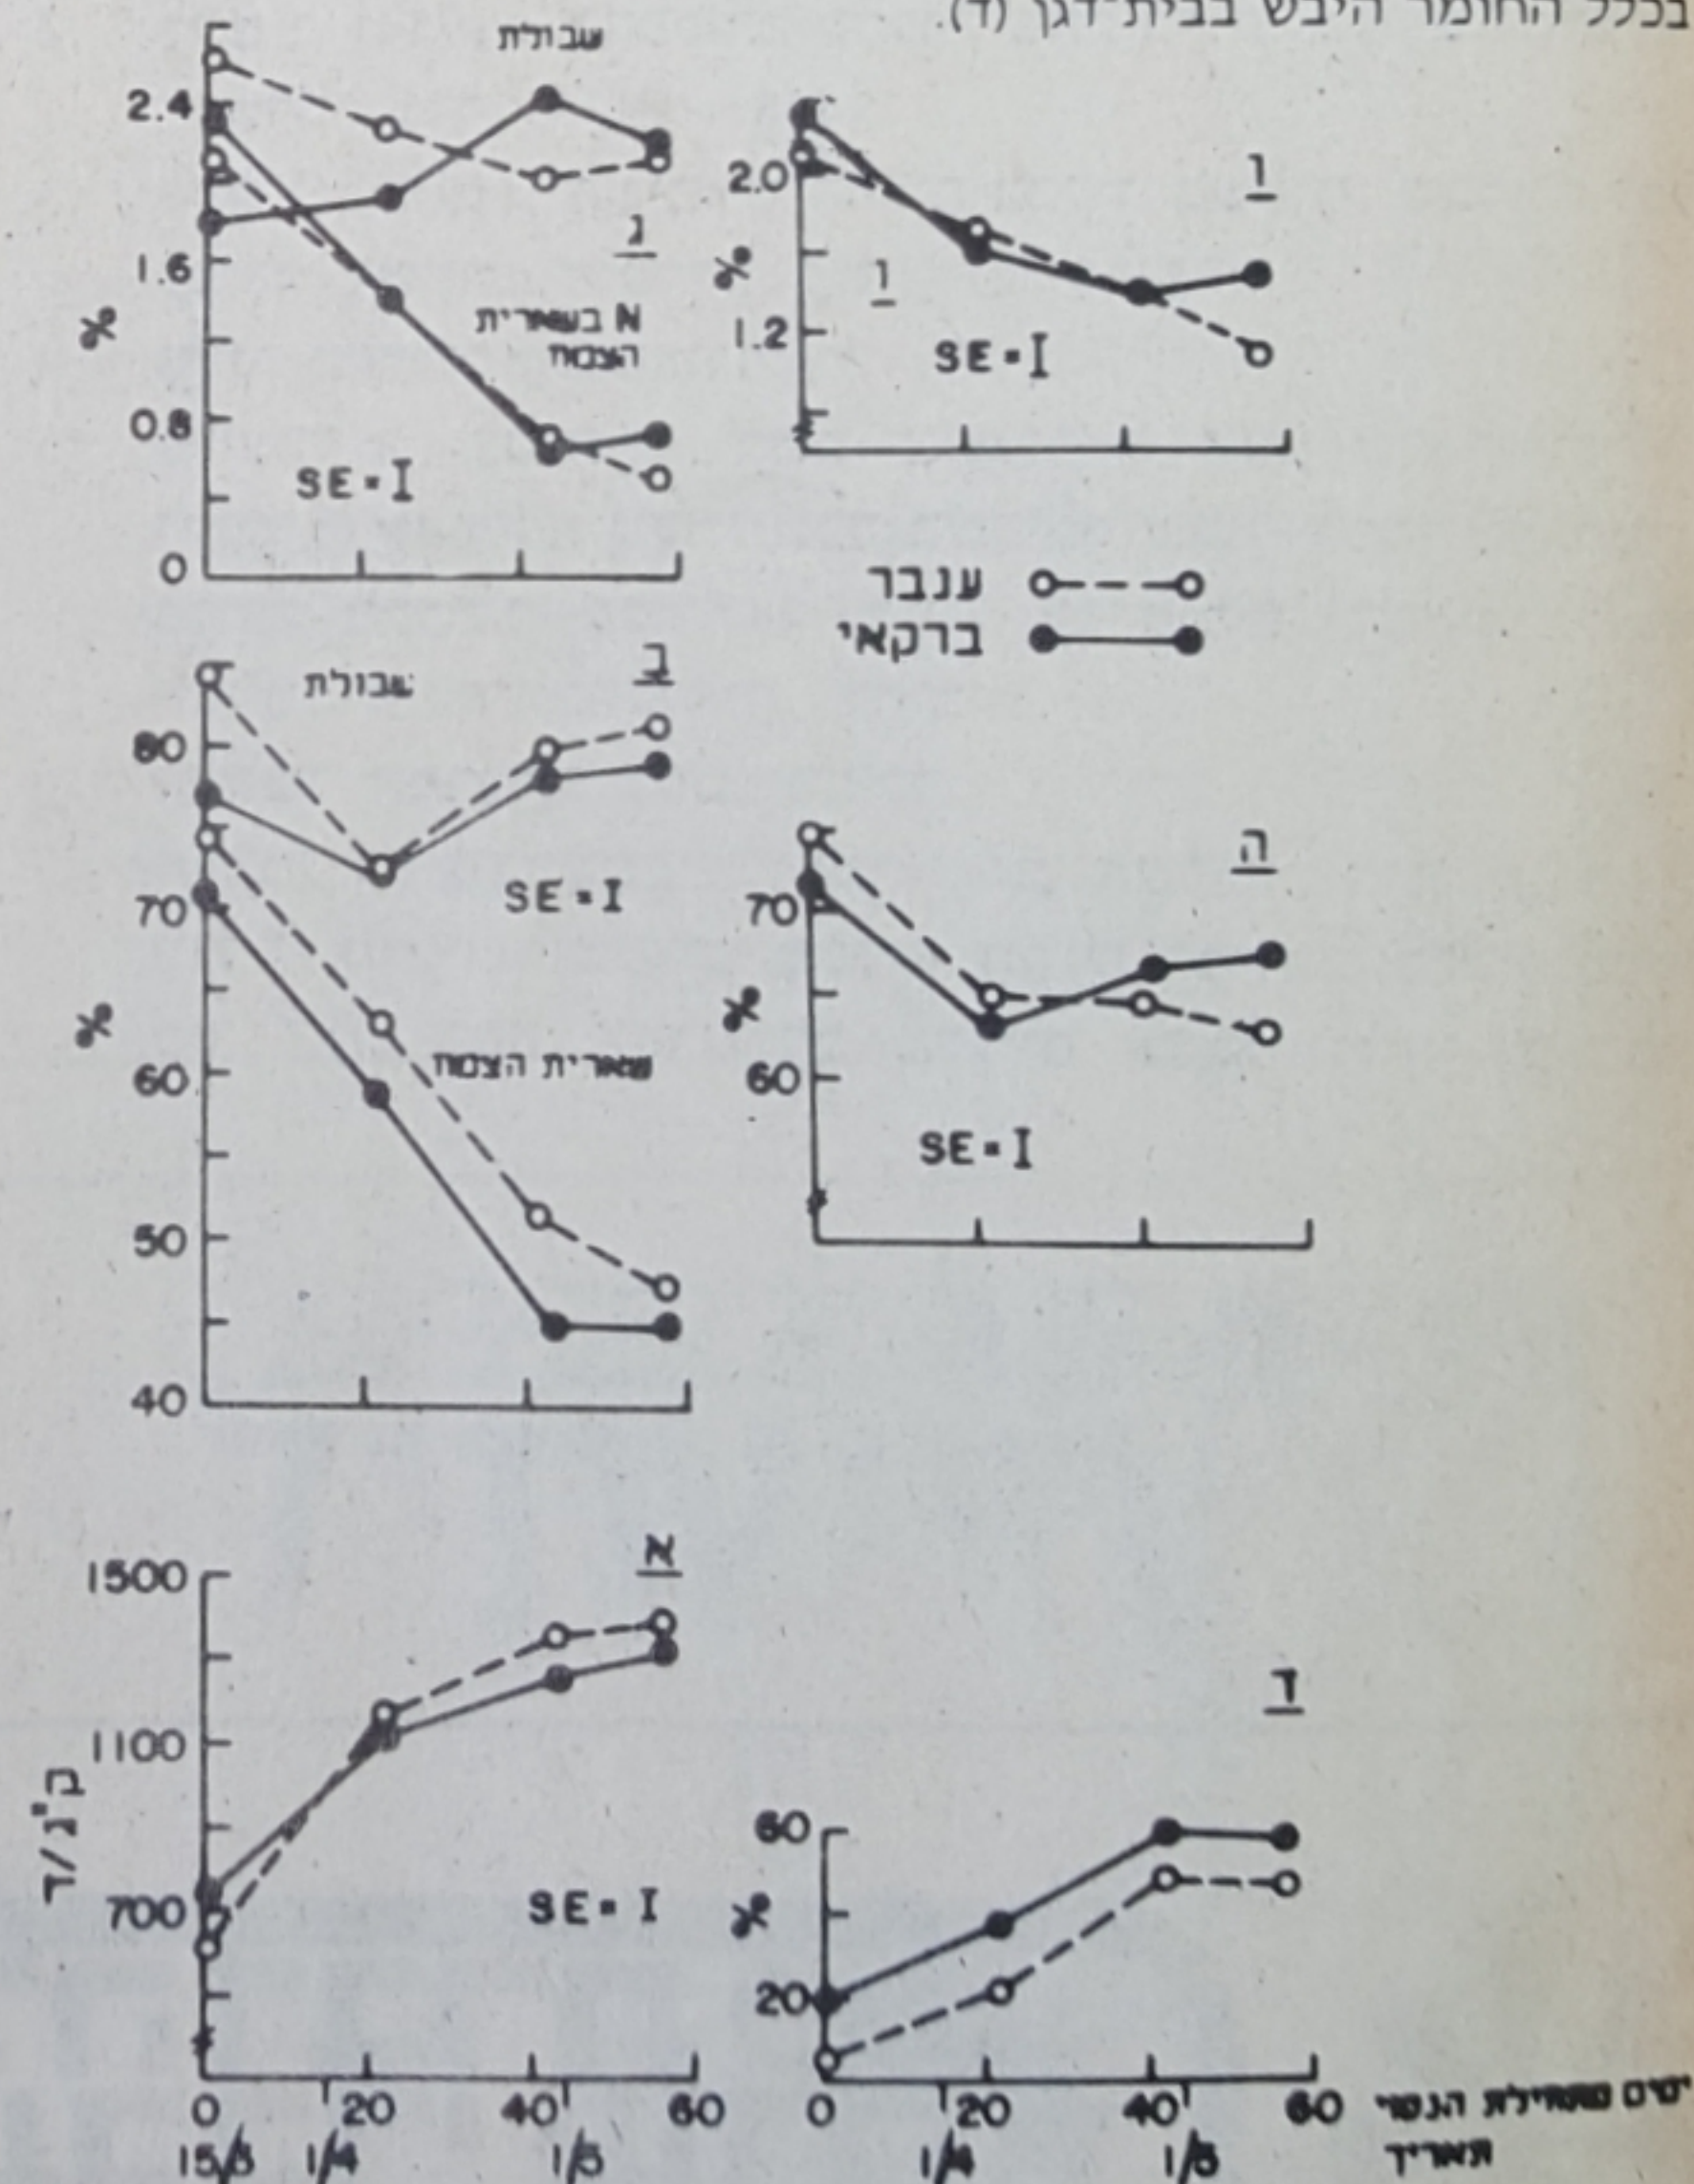 בכלל החומר היבש בבית־דגן (ד).
שבולת
2.4
1.6
0.8
0
%
ג
N בשארית
הצמח
SE = I
2.0
1.2
%
ו
ו
SE = I
ענבר
ברקאי
ב
שבולת
80
70
60
50
40
%
SE = I
שארית הצמח
ה
70
60
%
SE = I
א
1500
1100
700
ק"ג/ד
SE = I
0 20 40 60
15/3 1/4 1/5
ד
60
20
%
0 20 40 60 ימים מתחילת הנסוי
1/4 1/5 תאריך